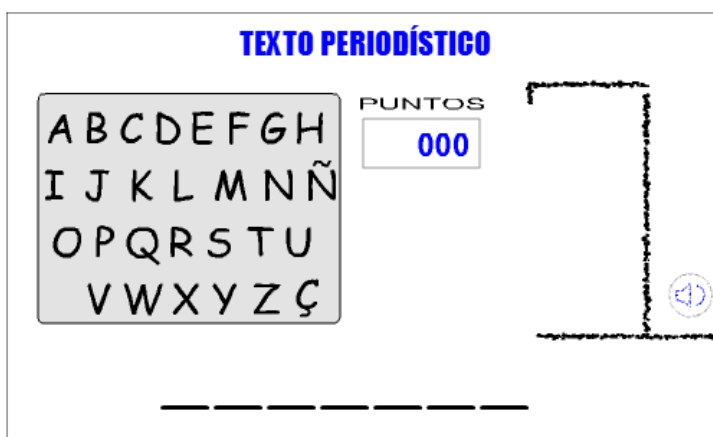 TEXTO PERIODÍSTICO
PUNTOS
000
A B C D E F G H
I J K L M N Ñ
O P Q R S T U
V W X Y Z Ç